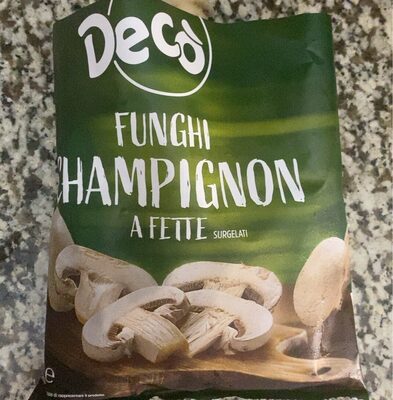 Decò
FUNGHI
CHAMPIGNON
A FETTE SURGELATI
e